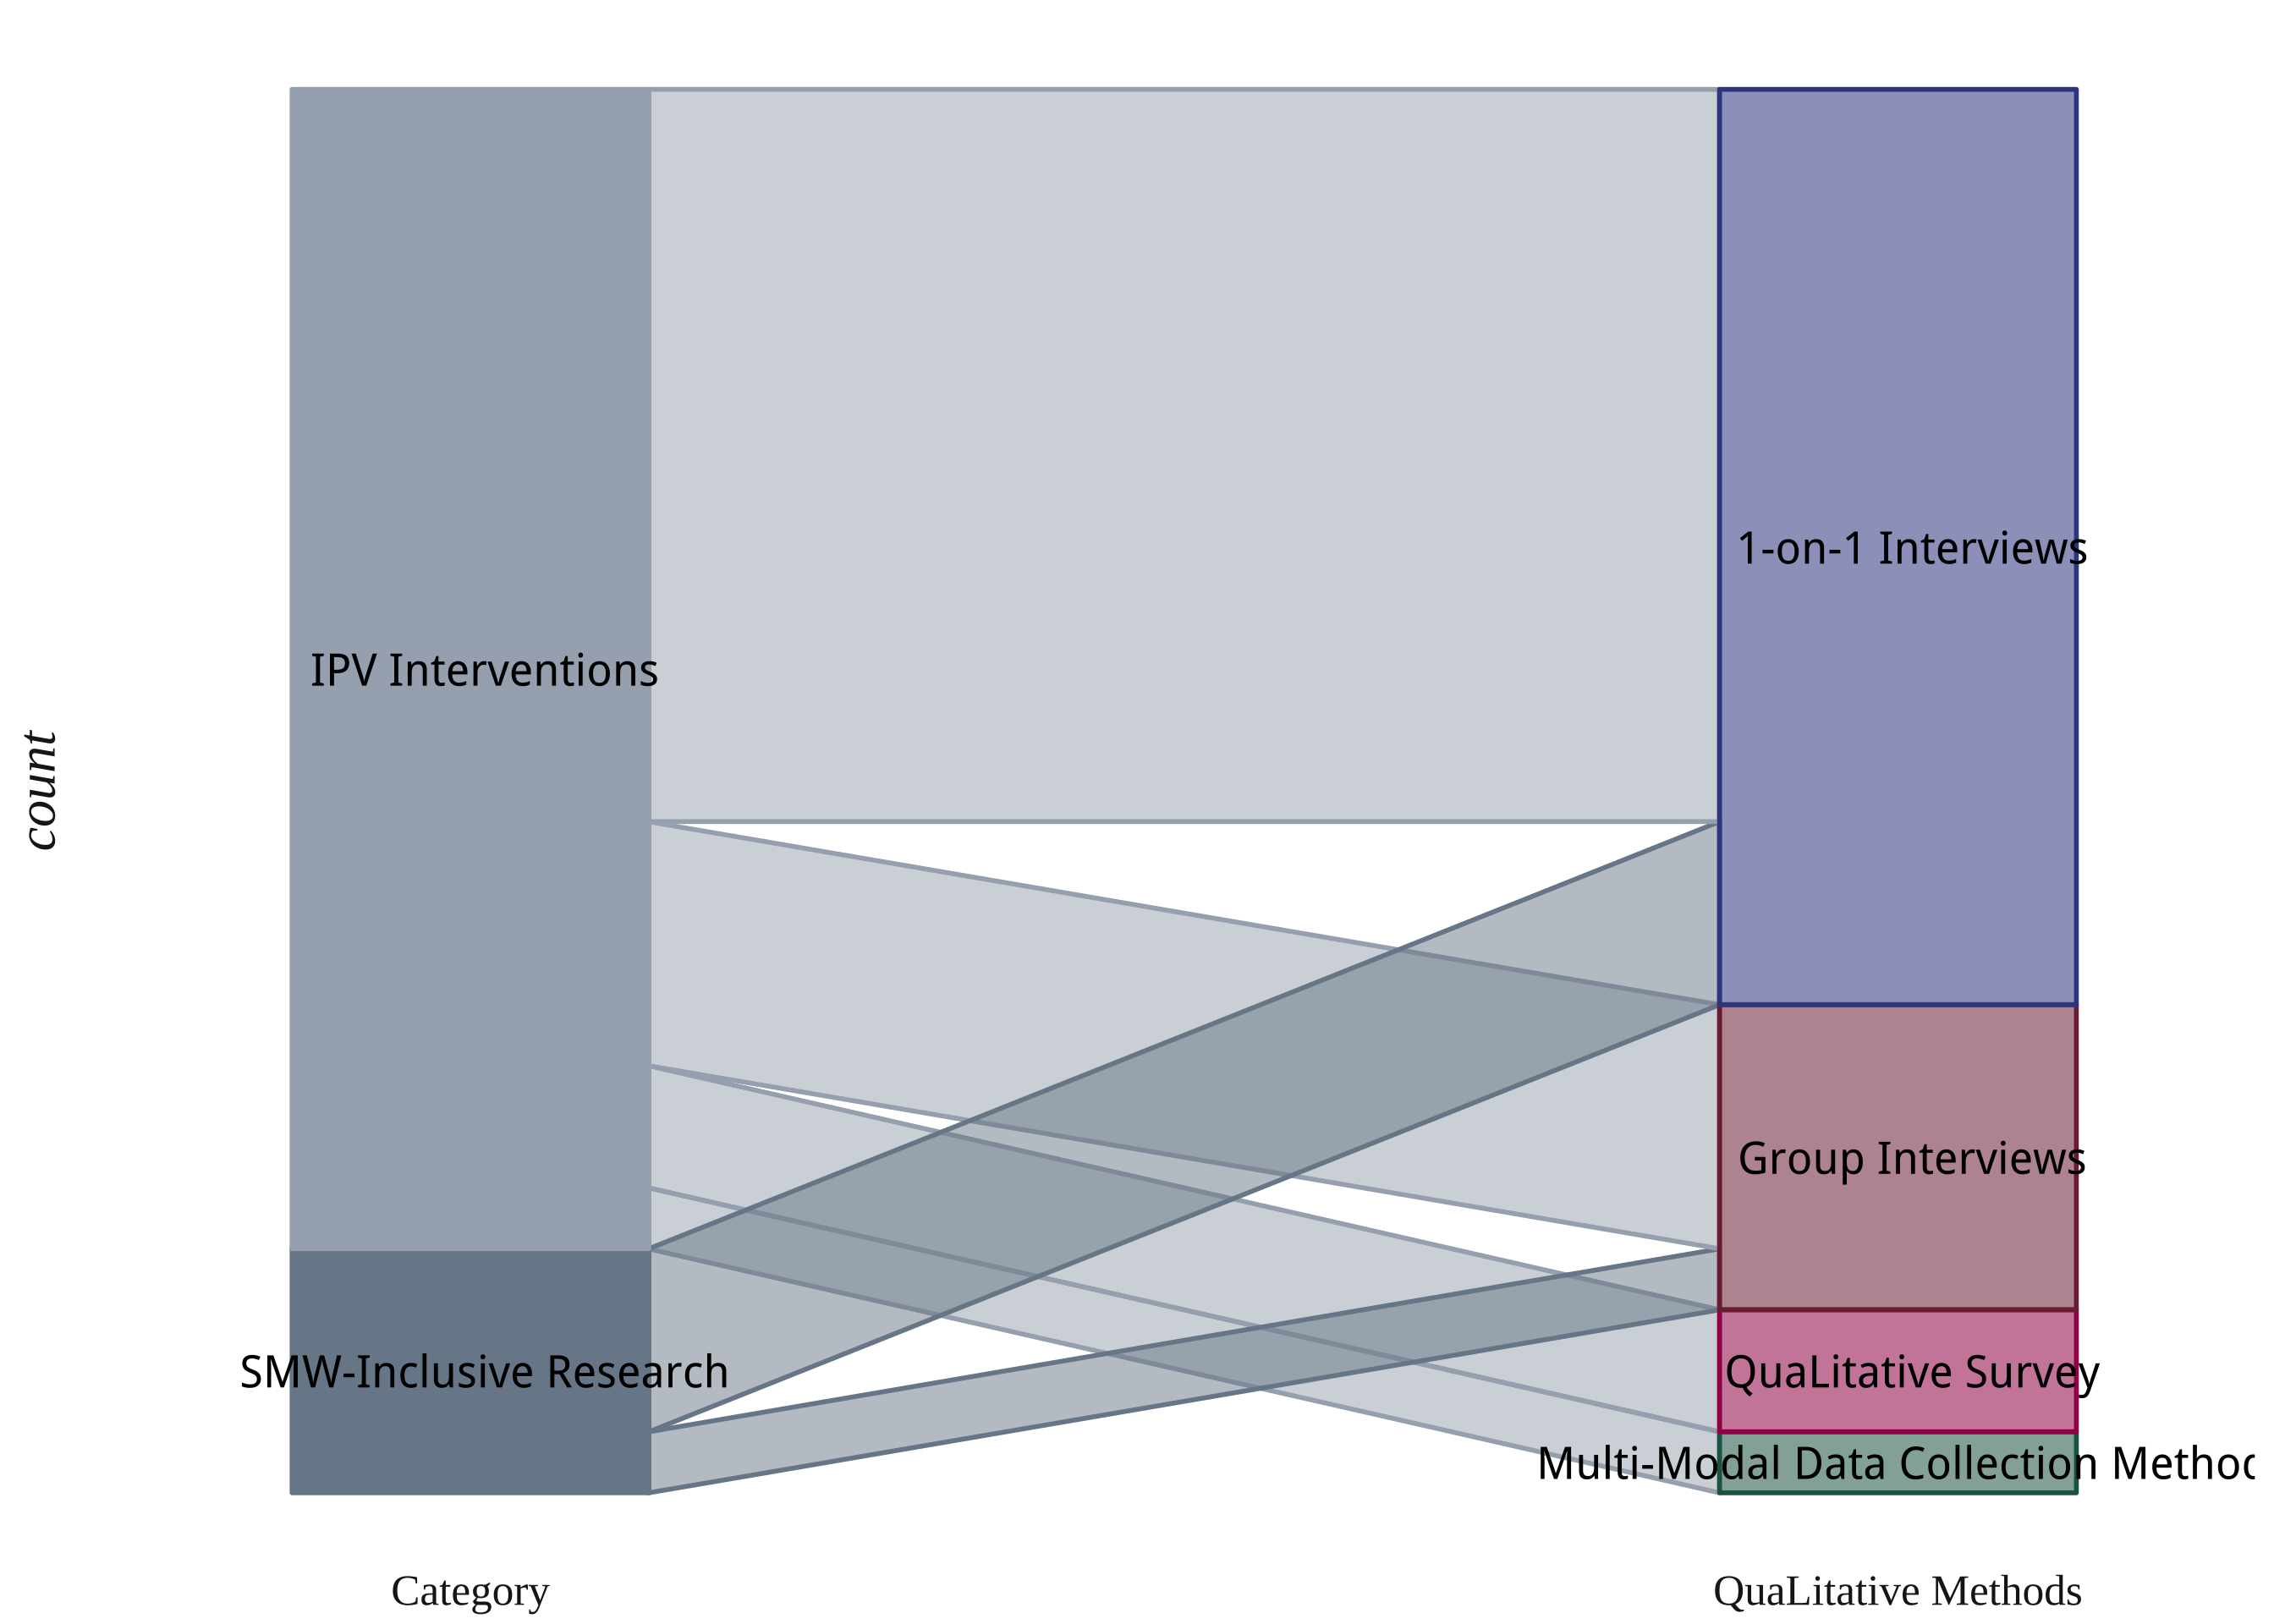 1-on-1 Interviews
IPV Interventions
count
Group Interviews
SMW-Inclusive Research
QuaLitative Survey
Multi-Modal Data Collection
Category
QuaLitative Methods